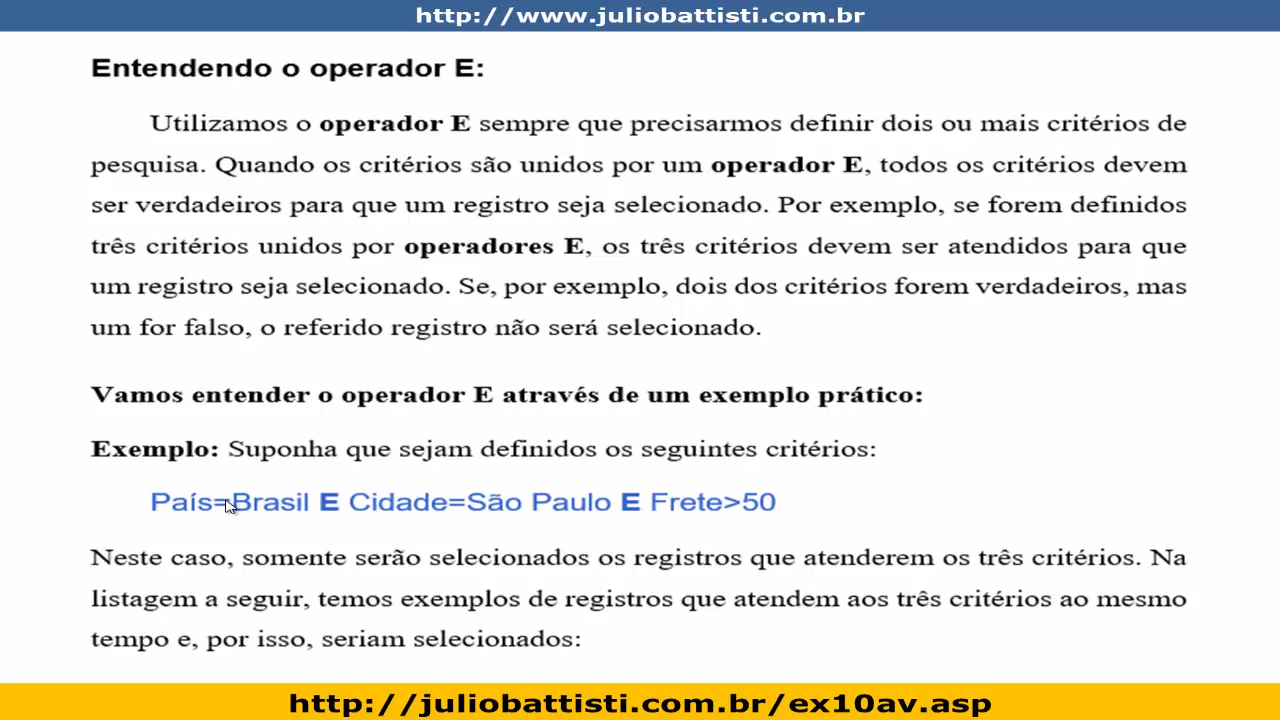 http://www.juliobattisti.com.br
Entendendo o operador E:
Utilizamos o operador E sempre que precisarmos definir dois ou mais critérios de
pesquisa. Quando os critérios são unidos por um operador E, todos os critérios devem
ser verdadeiros para que um registro seja selecionado. Por exemplo, se forem definidos
três critérios unidos por operadores E, os três critérios devem ser atendidos para que
um registro seja selecionado. Se, por exemplo, dois dos critérios forem verdadeiros, mas
um for falso, o referido registro não será selecionado.
Vamos entender o operador E através de um exemplo prático:
Exemplo: Suponha que sejam definidos os seguintes critérios:
País=Brasil E Cidade=São Paulo E Frete>50
Neste caso, somente serão selecionados os registros que atenderem os três critérios. Na
listagem a seguir, temos exemplos de registros que atendem aos três critérios ao mesmo
tempo e, por isso, seriam selecionados:
http://juliobattisti.com.br/ex10av.asp